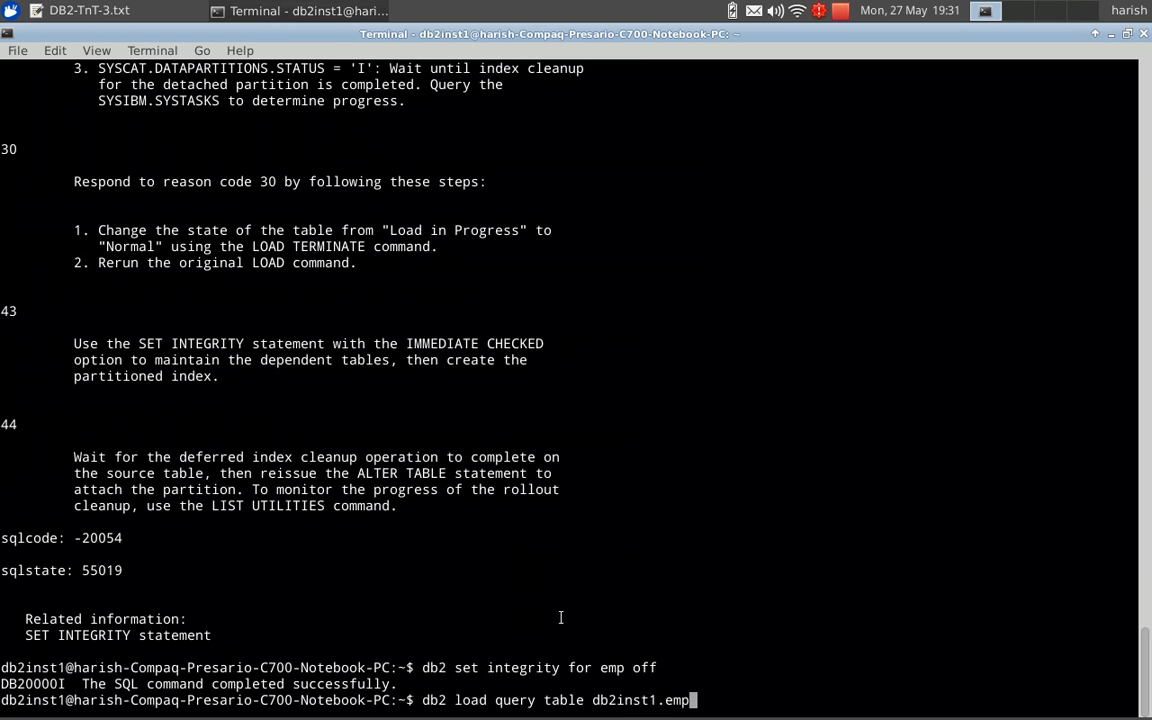 DB2-TnT-3.txt
Terminal - db2inst1@hari...
Mon, 27 May 19:31
harish
Terminal - db2inst1@harish-Compaq-Presario-C700-Notebook-PC: ~
File Edit View Terminal Go Help
3. SYSCAT.DATAPARTITIONS.STATUS = 'I': Wait until index cleanup
for the detached partition is completed. Query the
SYSIBM.SYSTASKS to determine progress.
30
Respond to reason code 30 by following these steps:
1. Change the state of the table from "Load in Progress" to
"Normal" using the LOAD TERMINATE command.
2. Rerun the original LOAD command.
43
Use the SET INTEGRITY statement with the IMMEDIATE CHECKED
option to maintain the dependent tables, then create the
partitioned index.
44
Wait for the deferred index cleanup operation to complete on
the source table, then reissue the ALTER TABLE statement to
attach the partition. To monitor the progress of the rollout
cleanup, use the LIST UTILITIES command.
sqlcode: -20054
sqlstate: 55019
Related information:
SET INTEGRITY statement
db2inst1@harish-Compaq-Presario-C700-Notebook-PC:~$ db2 set integrity for emp off
DB20000I  The SQL command completed successfully.
db2inst1@harish-Compaq-Presario-C700-Notebook-PC:~$ db2 load query table db2inst1.emp